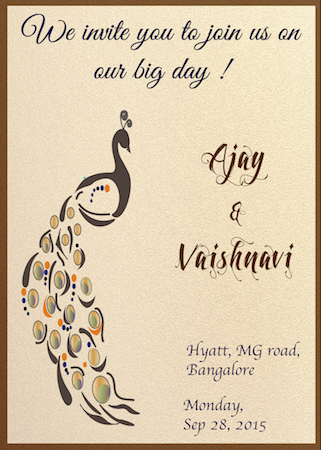 We invite you to join us on
our big day !
Ajay
&
Vaishnavi
Hyatt, MG road,
Bangalore
Monday,
Sep 28, 2015